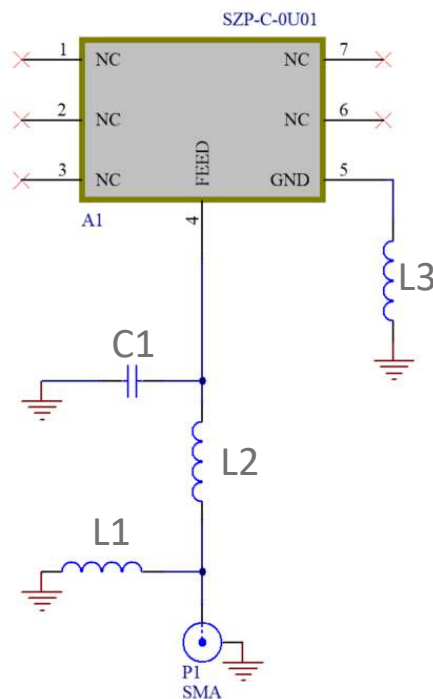 SZP-C-0U01
1 NC NC 7
2 NC NC 6
3 NC FEED GND 5
A1 4
L3
C1
L2
L1
P1
SMA